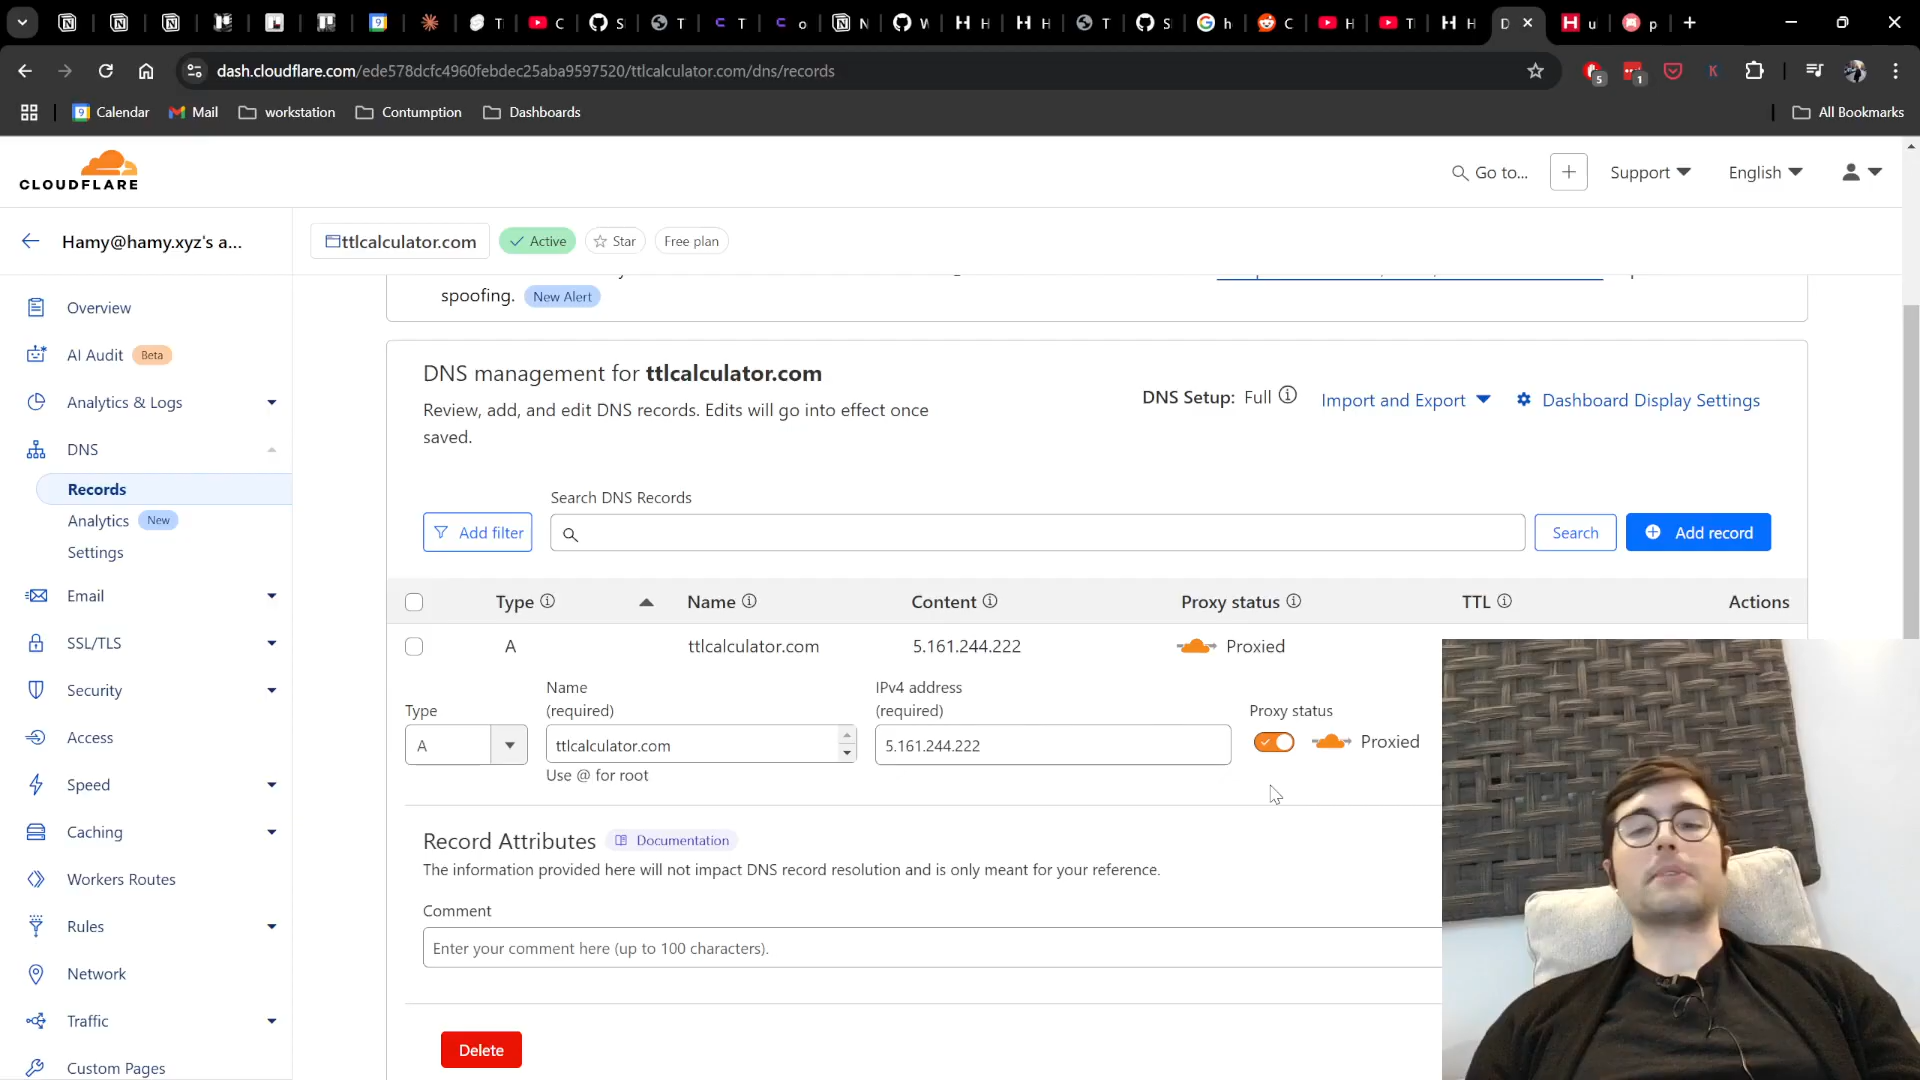 T
C
S
T
T
o
N
W
H
H
T
S
h
C
H
T
H
D
u
p
dash.cloudflare.com/ede578dcfc4960febdec25aba9597520/ttlcalculator.com/dns/records
5
1
K
9 Calendar
Mail
workstation
Contumption
Dashboards
All Bookmarks
CLOUDFLARE
Go to...
Support
English
Hamy@hamy.xyz's a...
ttlcalculator.com
Active
Star
Free plan
spoofing. New Alert
Overview
AI Audit Beta
Analytics & Logs
DNS
Records
Analytics New
Settings
Email
SSL/TLS
Security
Access
Speed
Caching
Workers Routes
Rules
Network
Traffic
Custom Pages
DNS management for ttlcalculator.com
Review, add, and edit DNS records. Edits will go into effect once
saved.
DNS Setup: Full
Import and Export
Dashboard Display Settings
Search DNS Records
Add filter
Search
Add record
Type
Name
Content
Proxy status
TTL
Actions
A
ttlcalculator.com
5.161.244.222
Proxied
Type
A
Name
(required)
ttlcalculator.com
Use @ for root
IPv4 address
(required)
5.161.244.222
Proxy status
Proxied
Record Attributes Documentation
The information provided here will not impact DNS record resolution and is only meant for your reference.
Comment
Enter your comment here (up to 100 characters).
Delete